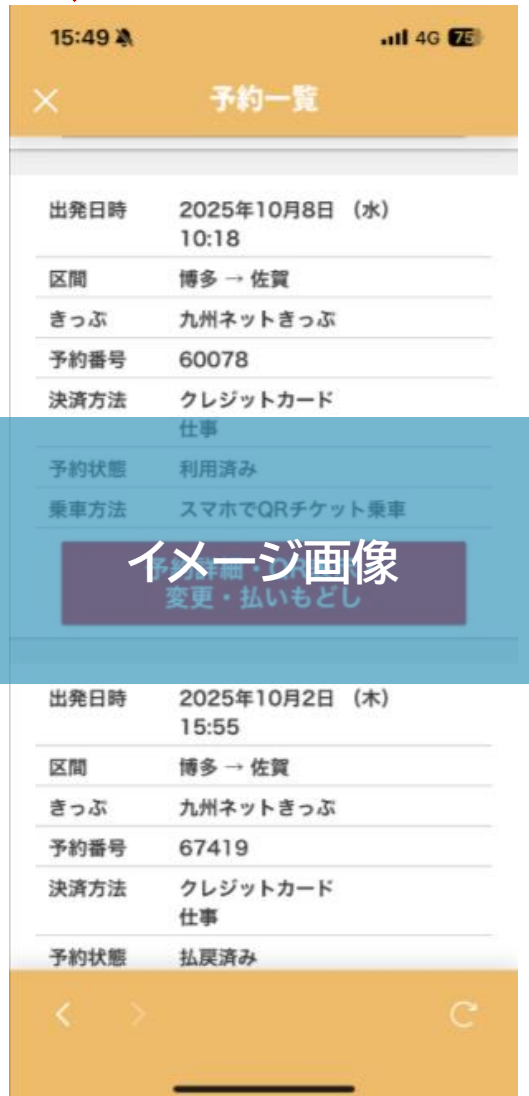 15:49
4G 75
予約一覧
出発日時 2025年10月8日 （水）
10:18
区間 博多 → 佐賀
きっぷ 九州ネットきっぷ
予約番号 60078
決済方法 クレジットカード
仕事
予約状態 利用済み
乗車方法 スマホでQRチケット乗車
イメージ画像
予約詳細・QR
変更・払いもどし
出発日時 2025年10月2日 （木）
15:55
区間 博多 → 佐賀
きっぷ 九州ネットきっぷ
予約番号 67419
決済方法 クレジットカード
仕事
予約状態 払戻済み